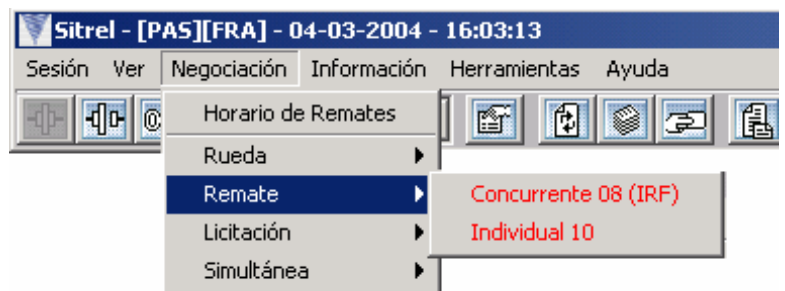 Sitrel - [PAS][FRA] - 04-03-2004 - 16:03:13
Sesión Ver Negociación Información Herramientas Ayuda
Horario de Remates
Rueda
Remate
Concurrente 08 (IRF)
Individual 10
Licitación
Simultánea